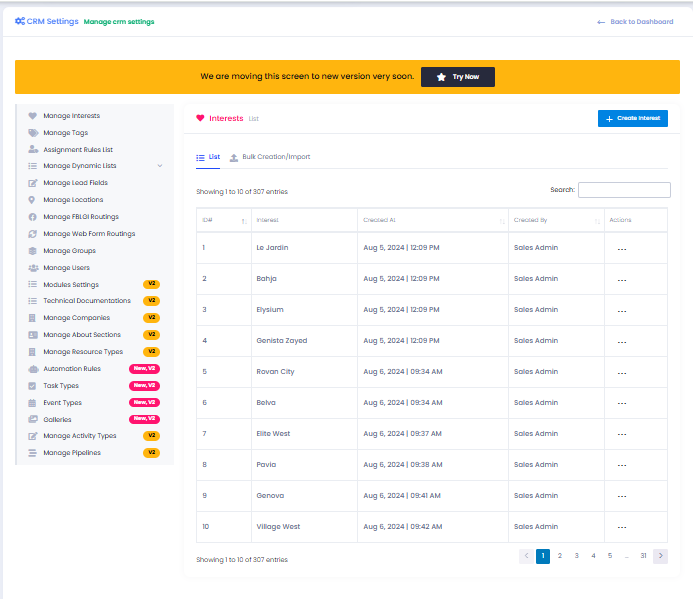 CRM Settings Manage crm settings
← Back to Dashboard
We are moving this screen to new version very soon. Try Now
Manage Interests
Manage Tags
Assignment Rules List
Manage Dynamic Lists
Manage Lead Fields
Manage Locations
Manage FBLGI Routings
Manage Web Form Routings
Manage Groups
Manage Users
Modules Settings V2
Technical Documentations V2
Manage Companies V2
Manage About Sections V2
Manage Resource Types V2
Automation Rules New, V2
Task Types New, V2
Event Types New, V2
Galleries New, V2
Manage Activity Types V2
Manage Pipelines V2
Interests List
+ Create Interest
List Bulk Creation/Import
Showing 1 to 10 of 307 entries
Search:
ID# Interest Created At Created By Actions
1 Le Jardin Aug 5, 2024 | 12:09 PM Sales Admin ...
2 Bahja Aug 5, 2024 | 12:09 PM Sales Admin ...
3 Elysium Aug 5, 2024 | 12:09 PM Sales Admin ...
4 Genista Zayed Aug 5, 2024 | 12:09 PM Sales Admin ...
5 Rovan City Aug 6, 2024 | 09:34 AM Sales Admin ...
6 Belva Aug 6, 2024 | 09:34 AM Sales Admin ...
7 Elite West Aug 6, 2024 | 09:37 AM Sales Admin ...
8 Pavia Aug 6, 2024 | 09:38 AM Sales Admin ...
9 Genova Aug 6, 2024 | 09:41 AM Sales Admin ...
10 Village West Aug 6, 2024 | 09:42 AM Sales Admin ...
Showing 1 to 10 of 307 entries
< 1 2 3 4 5 ... 31 >